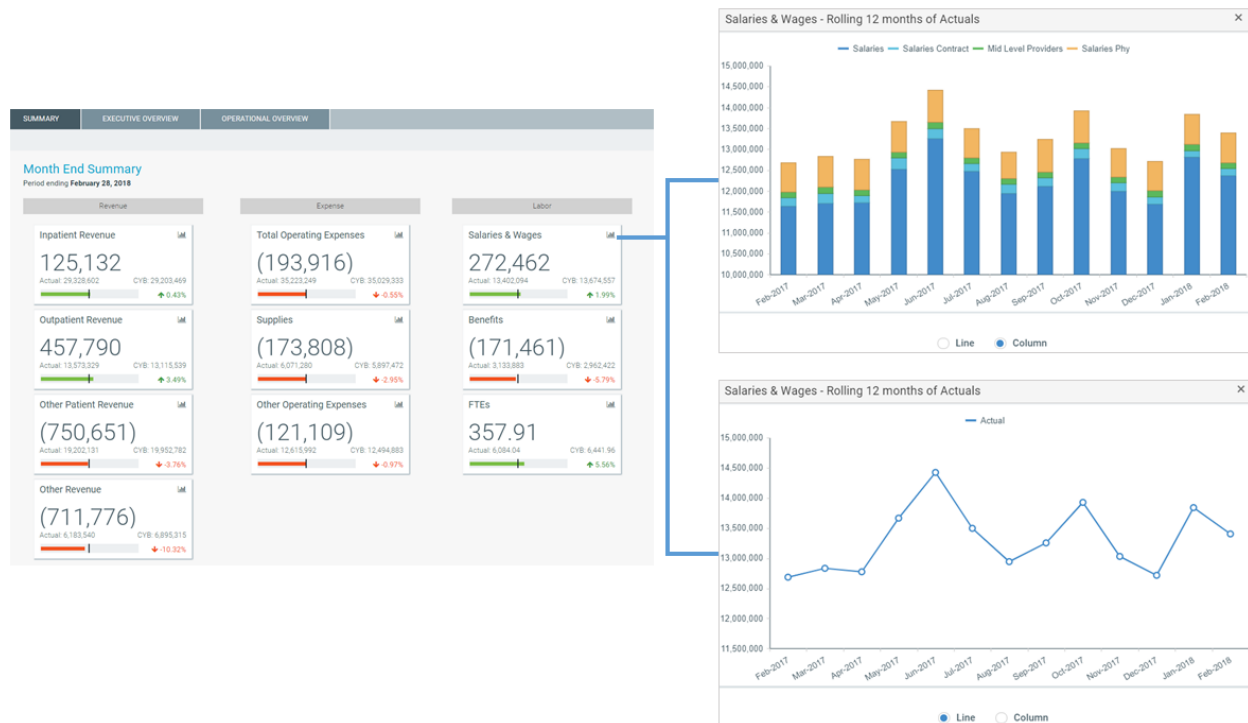 SUMMARY EXECUTIVE OVERVIEW OPERATIONAL OVERVIEW
Month End Summary
Period ending February 28, 2018
Revenue
Inpatient Revenue
125,132
Actual: 29,328,602 CYB: 29,203,469
0.43%
Outpatient Revenue
457,790
Actual: 13,573,329 CYB: 13,115,539
3.49%
Other Patient Revenue
(750,651)
Actual: 19,202,131 CYB: 19,952,782
-3.76%
Other Revenue
(711,776)
Actual: 6,183,540 CYB: 6,895,315
-10.32%
Expense
Total Operating Expenses
(193,916)
Actual: 35,223,249 CYB: 35,029,333
-0.55%
Supplies
(173,808)
Actual: 6,071,280 CYB: 5,897,472
-2.95%
Other Operating Expenses
(121,109)
Actual: 12,615,992 CYB: 12,494,883
-0.97%
Labor
Salaries & Wages
272,462
Actual: 13,402,094 CYB: 13,674,557
1.99%
Benefits
(171,461)
Actual: 3,133,883 CYB: 2,962,422
-5.79%
FTEs
357.91
Actual: 6,084.04 CYB: 6,441.96
5.56%
Salaries & Wages - Rolling 12 months of Actuals
Salaries Salaries Contract Mid Level Providers Salaries Phy
15,000,000
14,500,000
14,000,000
13,500,000
13,000,000
12,500,000
12,000,000
11,500,000
11,000,000
10,500,000
10,000,000
Feb-2017 Mar-2017 Apr-2017 May-2017 Jun-2017 Jul-2017 Aug-2017 Sep-2017 Oct-2017 Nov-2017 Dec-2017 Jan-2018 Feb-2018
Line Column
Salaries & Wages - Rolling 12 months of Actuals
Actual
15,000,000
14,500,000
14,000,000
13,500,000
13,000,000
12,500,000
12,000,000
11,500,000
Feb-2017 Mar-2017 Apr-2017 May-2017 Jun-2017 Jul-2017 Aug-2017 Sep-2017 Oct-2017 Nov-2017 Dec-2017 Jan-2018 Feb-2018
Line Column